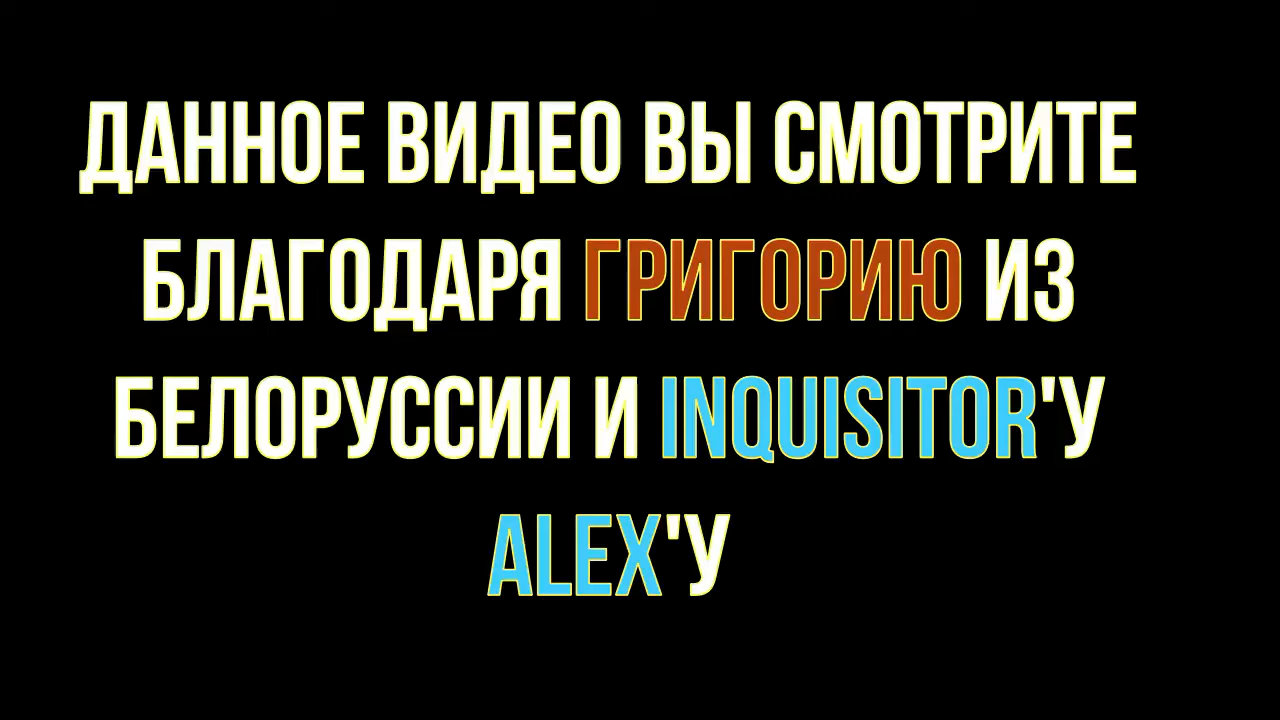 ДАННОЕ ВИДЕО ВЫ СМОТРИТЕ
БЛАГОДАРЯ ГРИГОРИЮ ИЗ
БЕЛОРУССИИ И INQUISITOR'У
ALEX'У